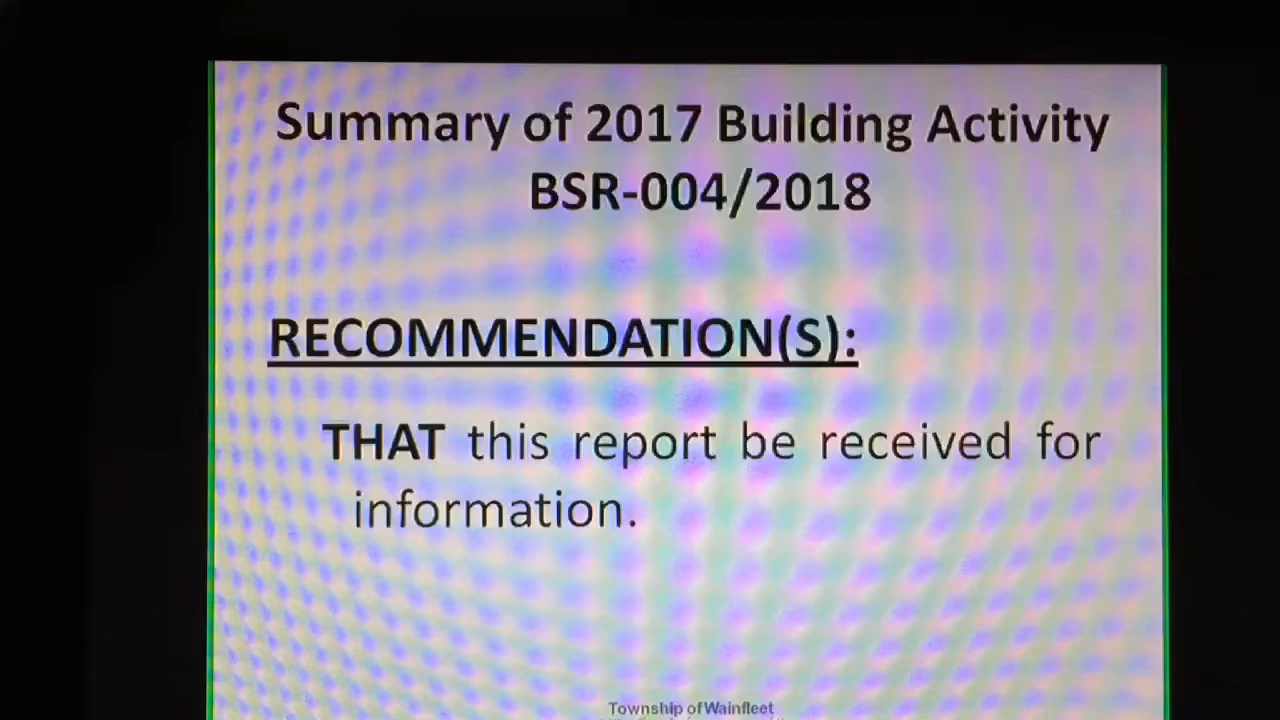 Summary of 2017 Building Activity
BSR-004/2018
RECOMMENDATION(S):
THAT this report be received for
information.
Township of Wainfleet